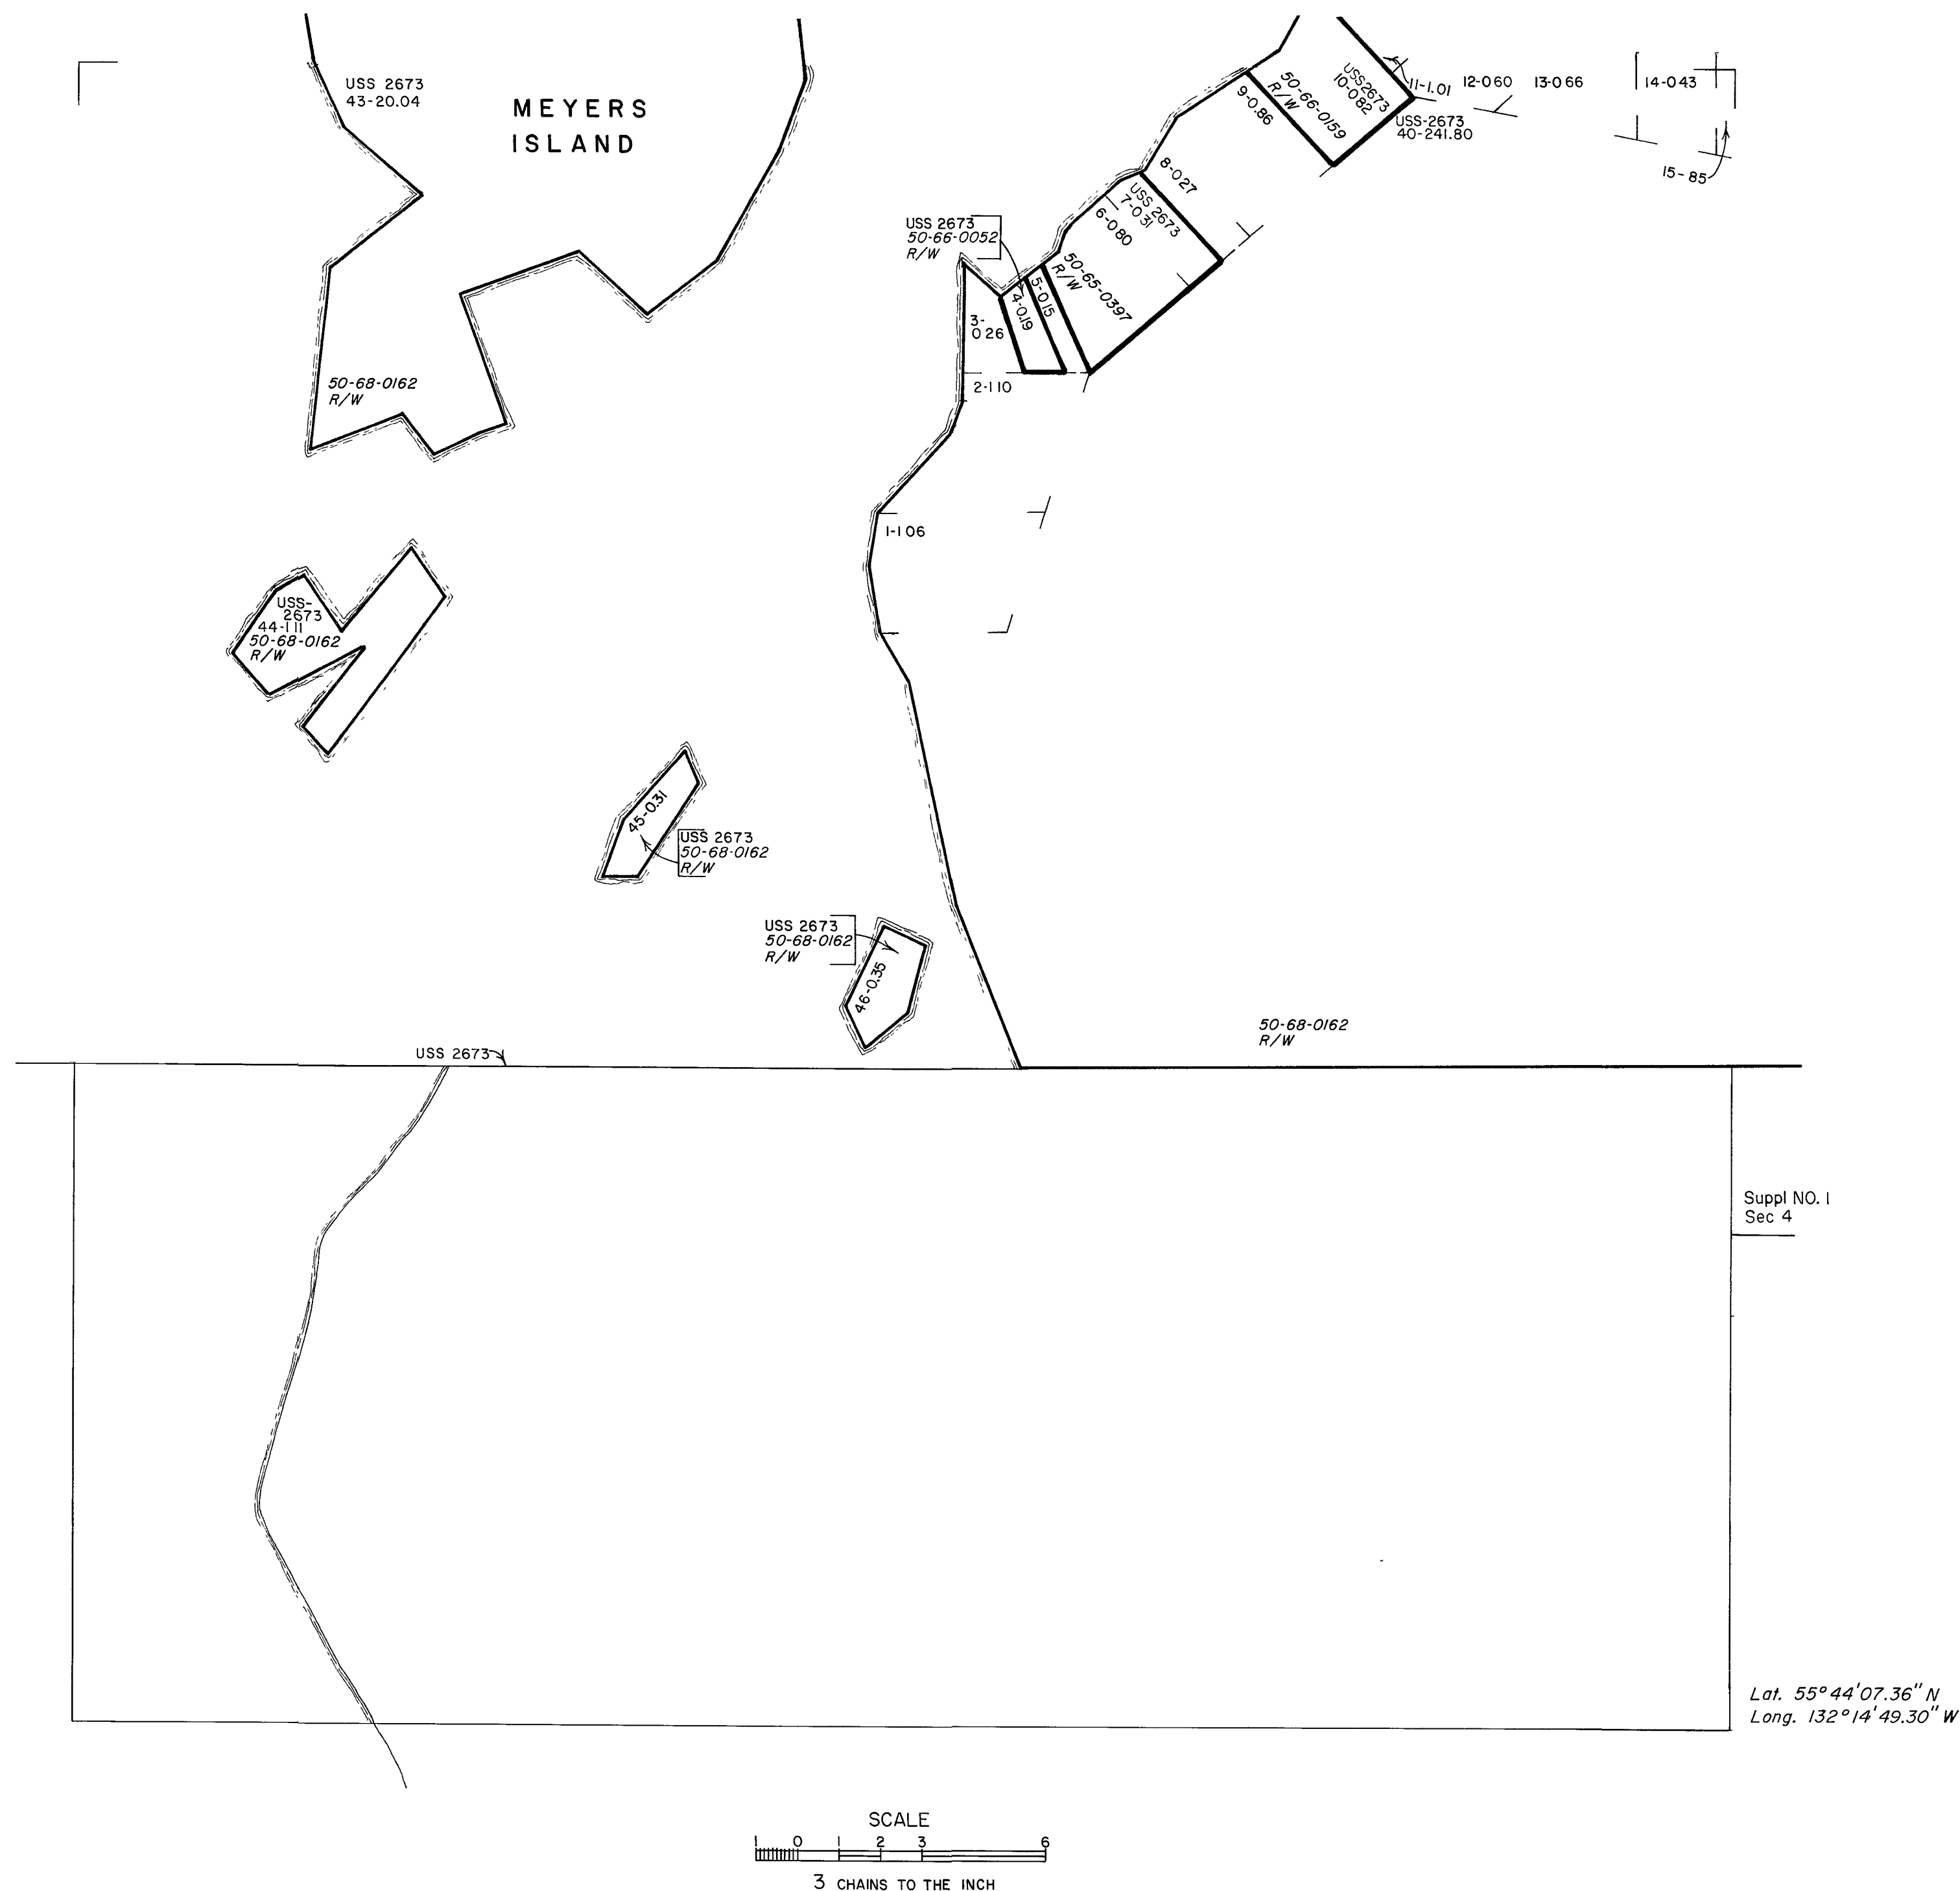 USS 2673
43-20.04
MEYERS
ISLAND
50-68-0162
R/W
USS 2673
50-66-0052
R/W
9-0.86
50-66-0159
R/W
USS2673
10-0.82
11-1.01
12-0.60
13-0.66
14-0.43
USS-2673
40-241.80
15-.85
8-0.27
USS 2673
7-0.31
6-0.80
50-65-0397
R/W
5-0.15
4-0.19
3-
0.26
2-1.10
1-1.06
USS-
2673
44-1.11
50-68-0162
R/W
45-0.31
USS 2673
50-68-0162
R/W
USS 2673
50-68-0162
R/W
46-0.35
50-68-0162
R/W
USS 2673
Suppl NO. 1
Sec 4
Lat. 55°44'07.36" N
Long. 132°14'49.30" W
SCALE
1 0 1 2 3 6
3 CHAINS TO THE INCH